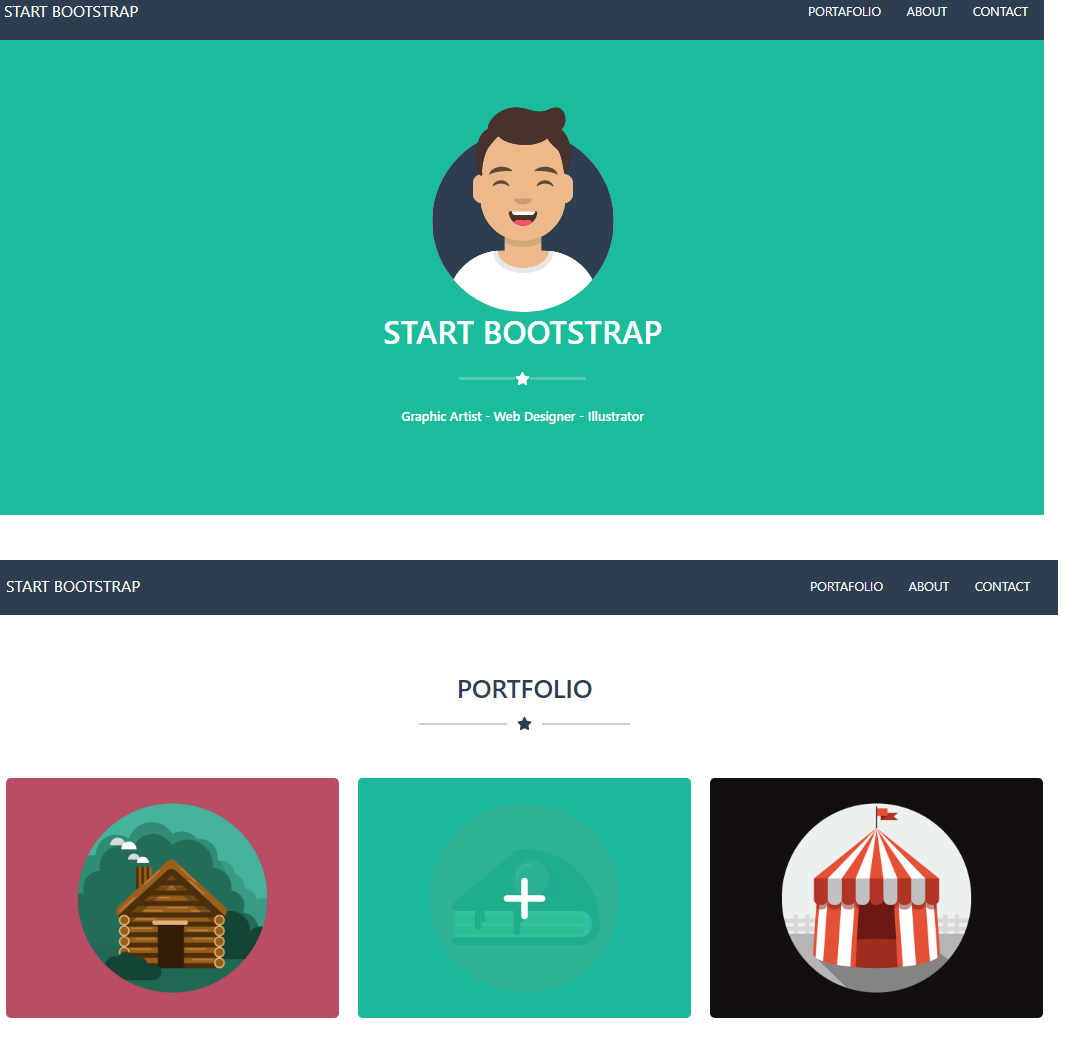 START BOOTSTRAP PORTAFOLIO ABOUT CONTACT
START BOOTSTRAP
Graphic Artist - Web Designer - Illustrator
START BOOTSTRAP PORTAFOLIO ABOUT CONTACT
PORTFOLIO